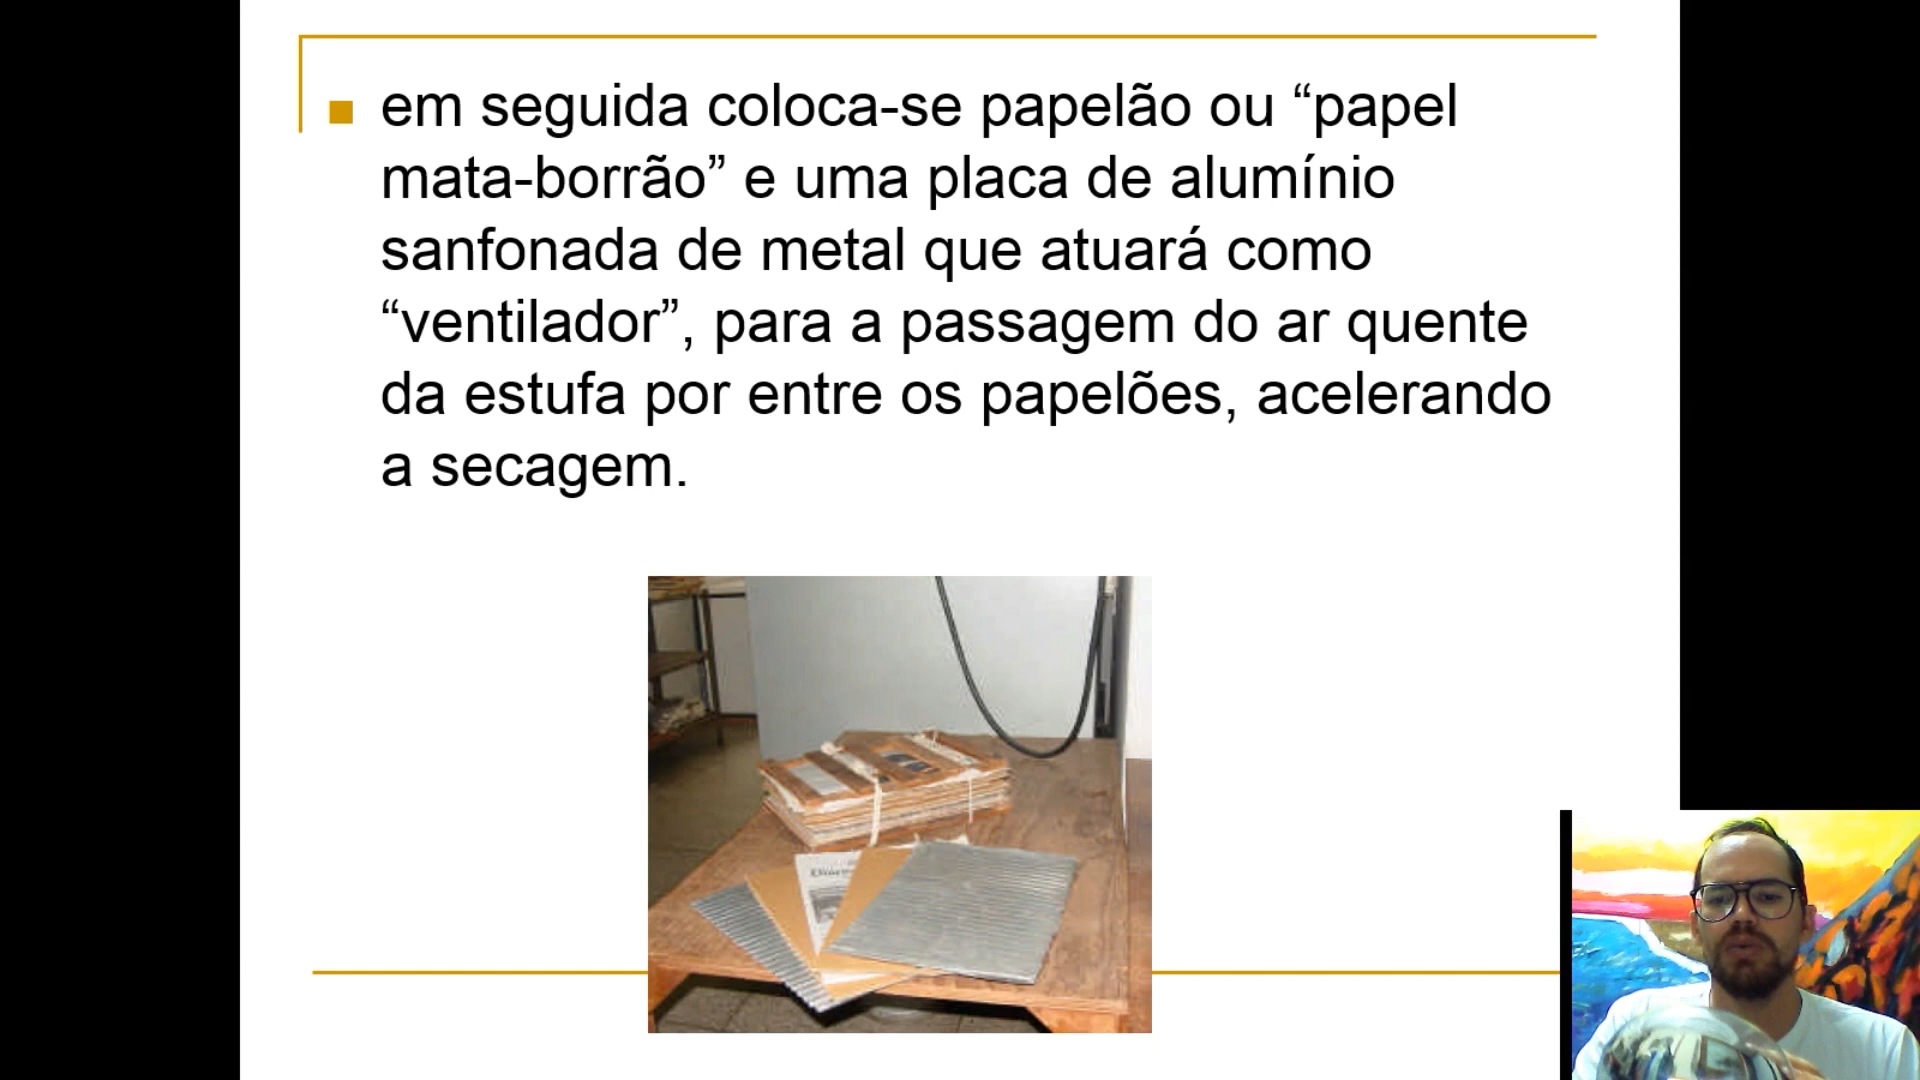 em seguida coloca-se papelão ou “papel
mata-borrão” e uma placa de alumínio
sanfonada de metal que atuará como
“ventilador”, para a passagem do ar quente
da estufa por entre os papelões, acelerando
a secagem.